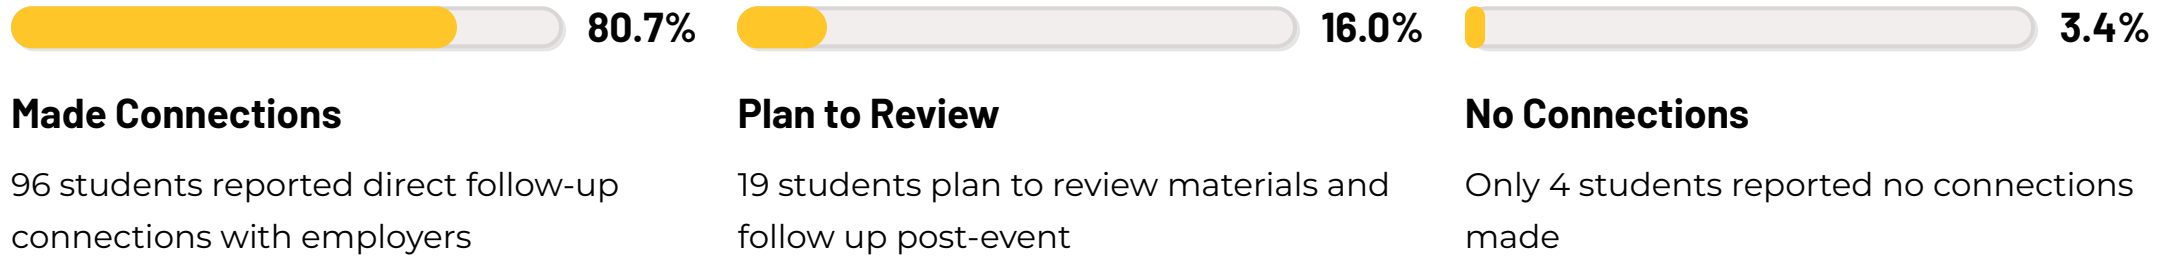 80.7%
Made Connections
96 students reported direct follow-up
connections with employers
16.0%
Plan to Review
19 students plan to review materials and
follow up post-event
3.4%
No Connections
Only 4 students reported no connections
made